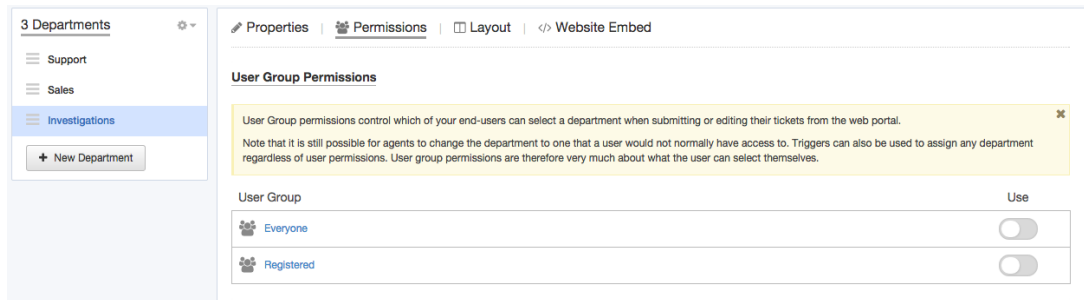 3 Departments
Support
Sales
Investigations
+ New Department
Properties | Permissions | Layout | </> Website Embed
User Group Permissions
User Group permissions control which of your end-users can select a department when submitting or editing their tickets from the web portal.
Note that it is still possible for agents to change the department to one that a user would not normally have access to. Triggers can also be used to assign any department
regardless of user permissions. User group permissions are therefore very much about what the user can select themselves.
User Group Use
Everyone
Registered